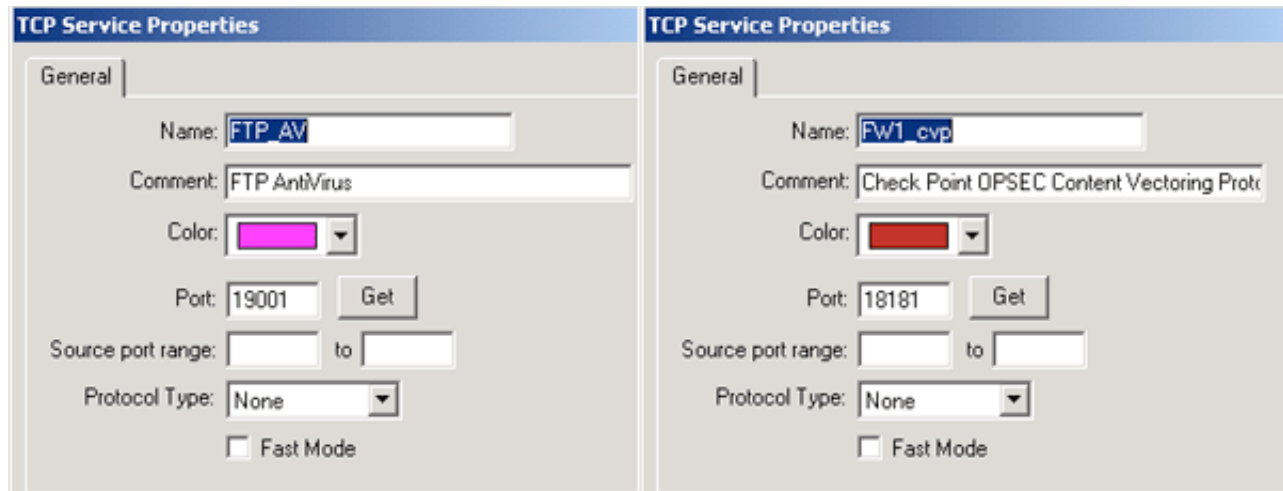 TCP Service Properties
General
Name: FTP_AV
Comment: FTP AntiVirus
Color:
Port: 19001 Get
Source port range: to
Protocol Type: None
Fast Mode
TCP Service Properties
General
Name: FW1_cvp
Comment: Check Point OPSEC Content Vectoring Proto
Color:
Port: 18181 Get
Source port range: to
Protocol Type: None
Fast Mode